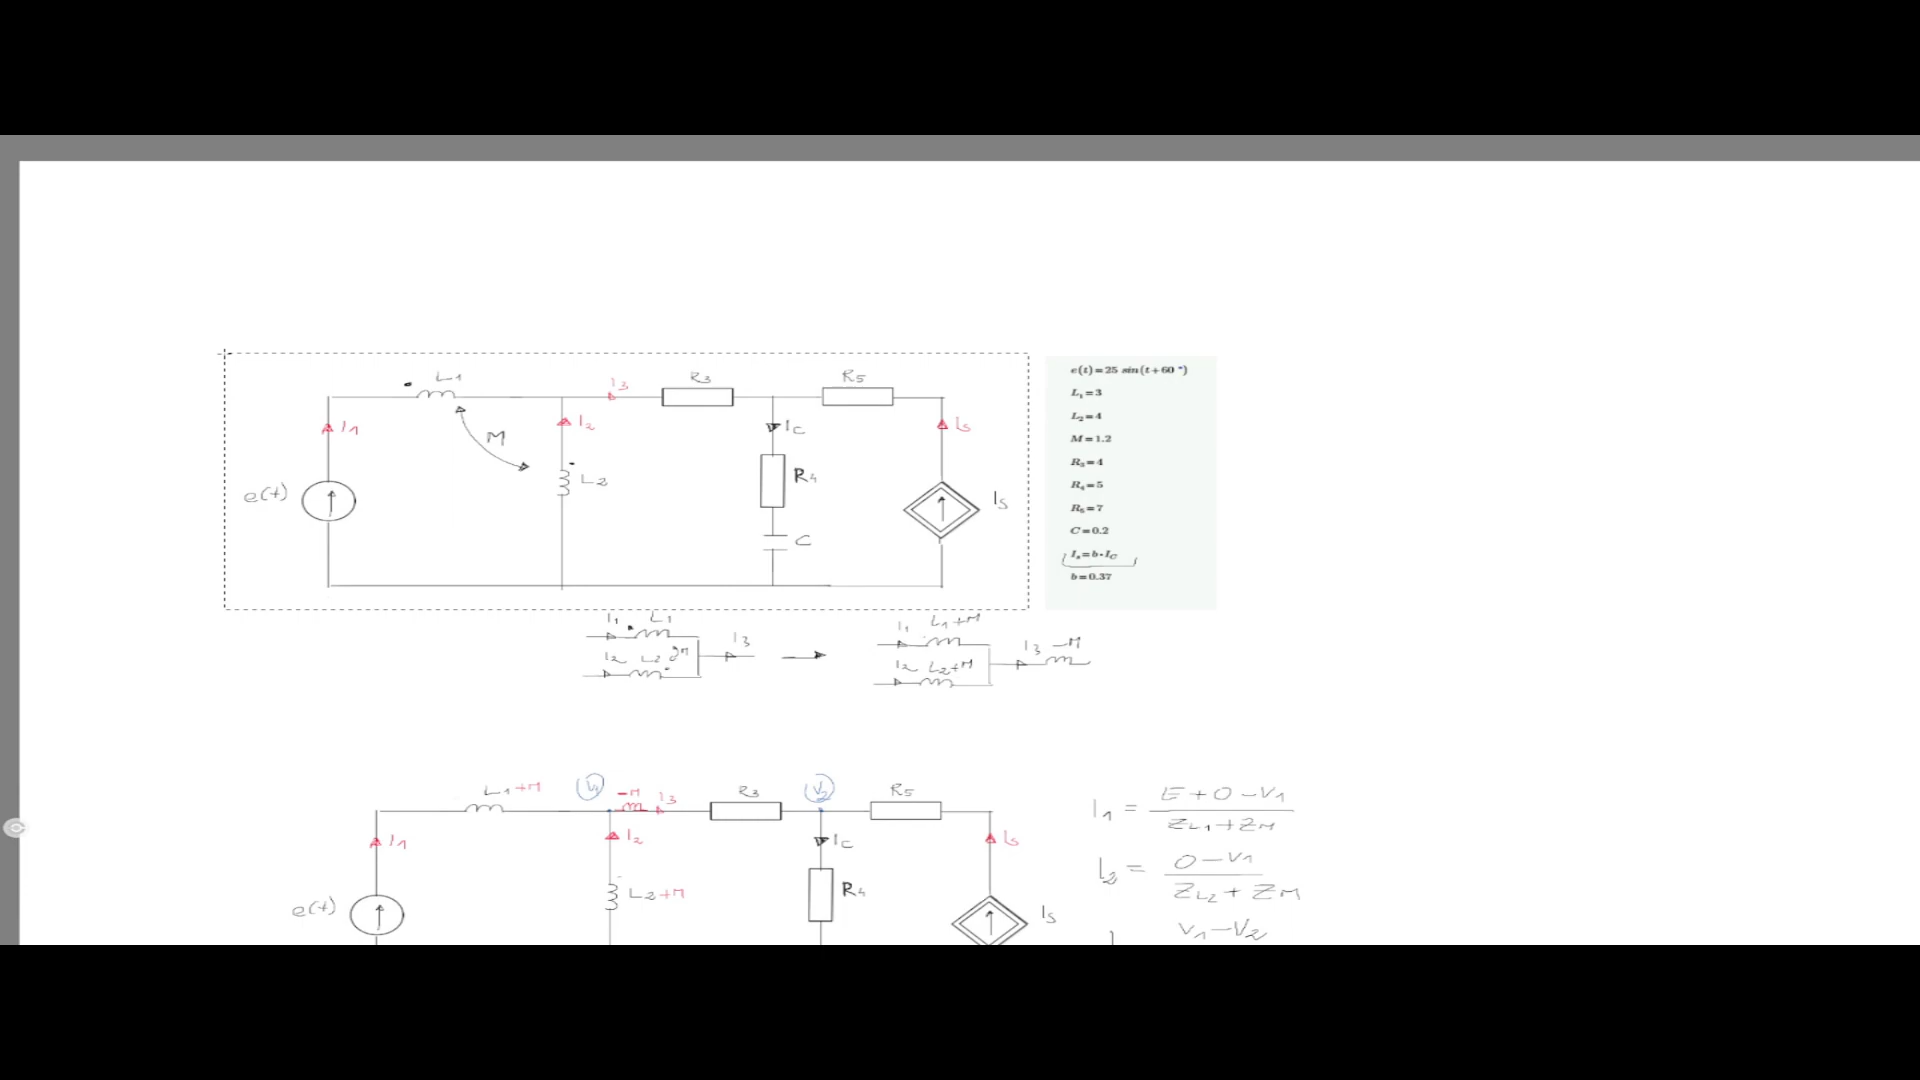 L1
I3
R3
R5
I1
M
I2
IC
IS
e(t)
L2
R4
C
IS
e(t)=25 sin(t+60°)
L₁=3
L₂=4
M=1.2
R₃=4
R₄=5
R₅=7
C=0.2
Iₛ=b·I_C
b=0.37
I1 L1
I3
I2 L2 M
I1 L1+M
I3 -M
I2 L2+M
L1+M
V1
-M
I3
R3
V2
R5
I1
I2
IC
IS
e(t)
L2+M
R4
IS
I1 = E+0-V1 / ZL1+ZM
I2 = 0-V1 / ZL2+ZM
V1-V2